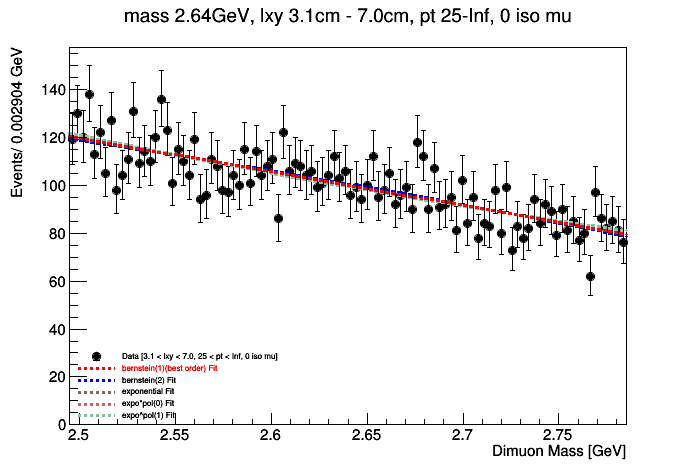 mass 2.64GeV, lxy 3.1cm - 7.0cm, pt 25-Inf, 0 iso mu
Events/ 0.002904 GeV
140
120
100
80
60
40
20
0
Data [3.1 < lxy < 7.0, 25 < pt < Inf, 0 iso mu]
bernstein(1)(best order) Fit
bernstein(2) Fit
exponential Fit
expo*pol(0) Fit
expo^pol(1) Fit
2.5 2.55 2.6 2.65 2.7 2.75
Dimuon Mass [GeV]